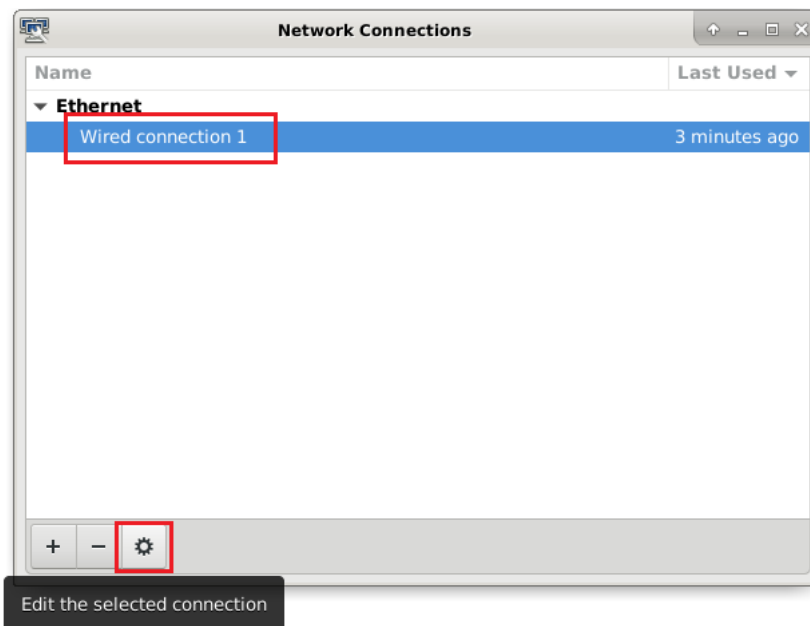 Network Connections
Name Last Used
Ethernet
Wired connection 1 3 minutes ago
Edit the selected connection